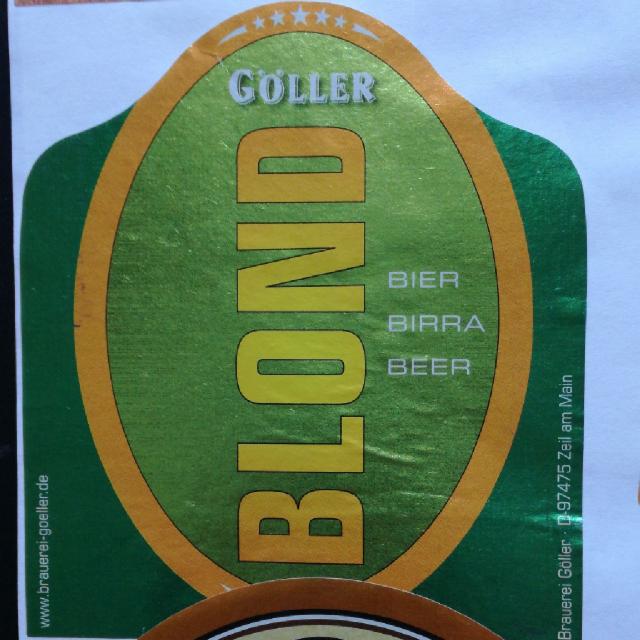 GÖLLER
BLOND
BIER
BIRRA
BEER
www.brauerei-goeller.de
Brauerei Göller · D-97475 Zeil am Main